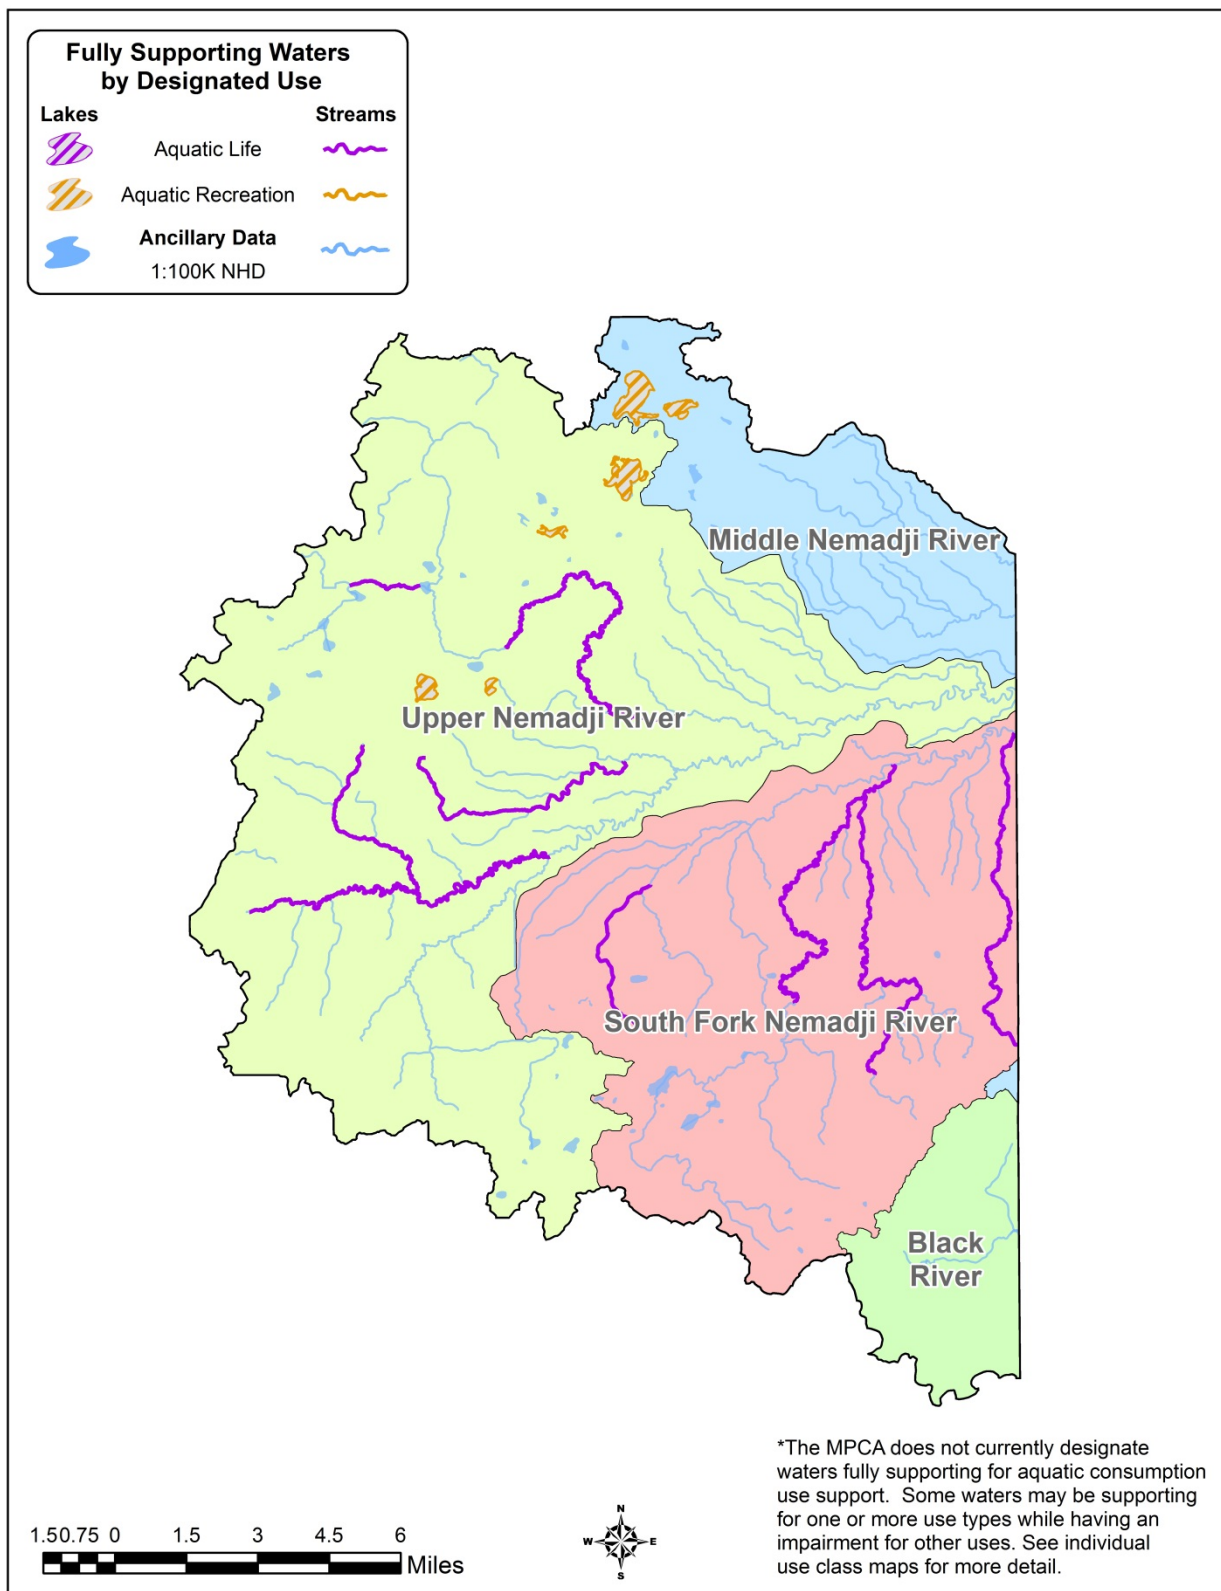 Fully Supporting Waters
by Designated Use
Lakes
Streams
Aquatic Life
Aquatic Recreation
Ancillary Data
1:100K NHD
Middle Nemadji River
Upper Nemadji River
South Fork Nemadji River
Black
River
*The MPCA does not currently designate
waters fully supporting for aquatic consumption
use support. Some waters may be supporting
for one or more use types while having an
impairment for other uses. See individual
use class maps for more detail.
1.50.75 0 1.5 3 4.5 6
Miles
N
W E
S